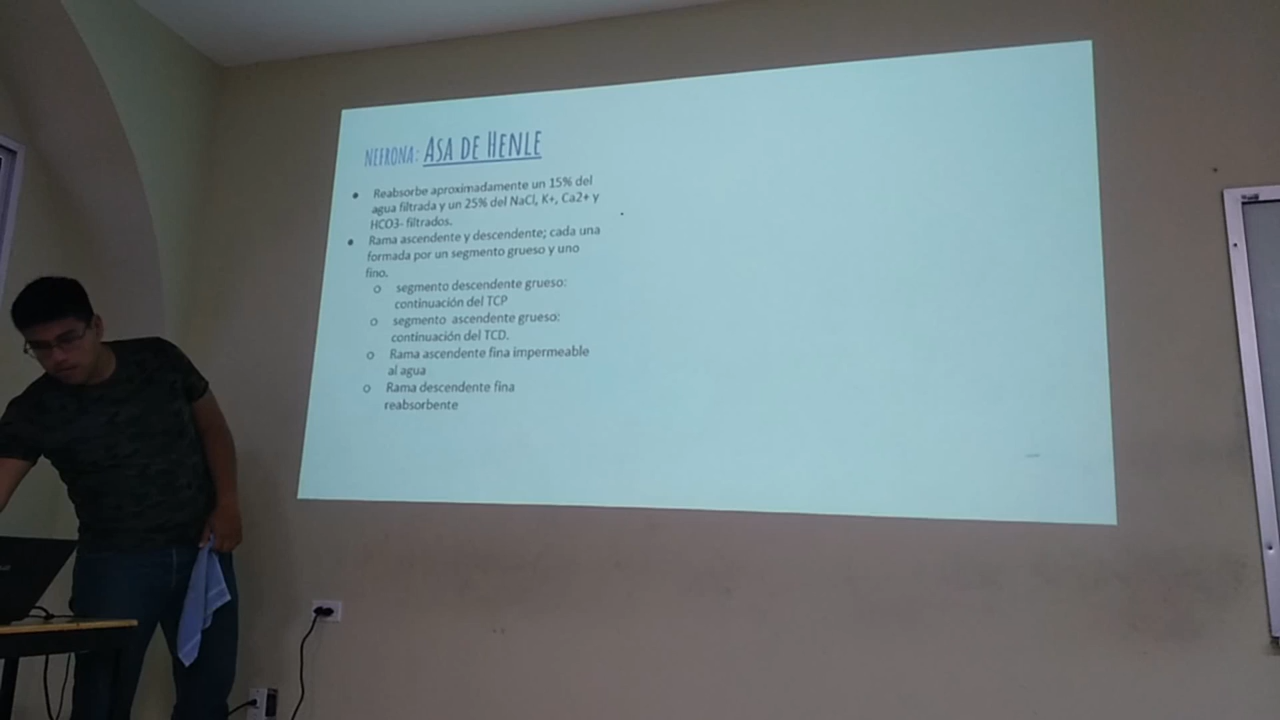 NEFRONA: ASA DE HENLE
● Reabsorbe aproximadamente un 15% del
agua filtrada y un 25% del NaCl, K+, Ca2+ y
HCO3- filtrados.
● Rama ascendente y descendente; cada una
formada por un segmento grueso y uno
fino.
o segmento descendente grueso:
continuación del TCP
o segmento ascendente grueso:
continuación del TCD.
o Rama ascendente fina impermeable
al agua
o Rama descendente fina
reabsorbente